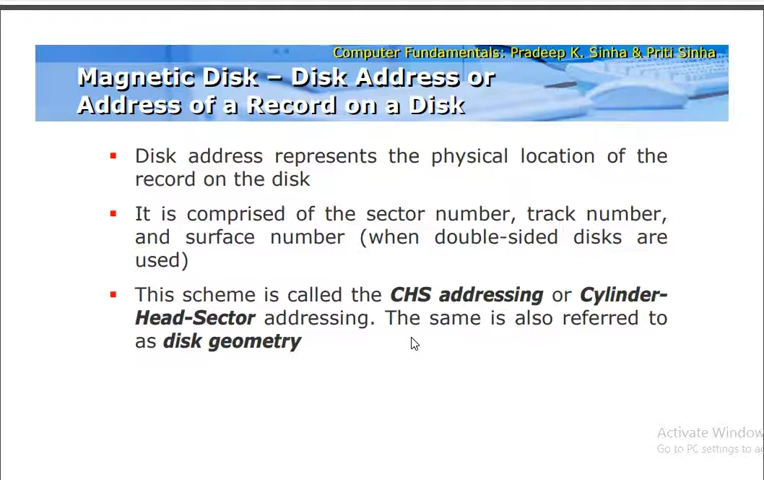 Computer Fundamentals: Pradeep K. Sinha & Priti Sinha
Magnetic Disk – Disk Address or
Address of a Record on a Disk
Disk address represents the physical location of the
record on the disk
It is comprised of the sector number, track number,
and surface number (when double-sided disks are
used)
This scheme is called the CHS addressing or Cylinder-
Head-Sector addressing. The same is also referred to
as disk geometry
Activate Window
Go to PC settings to a